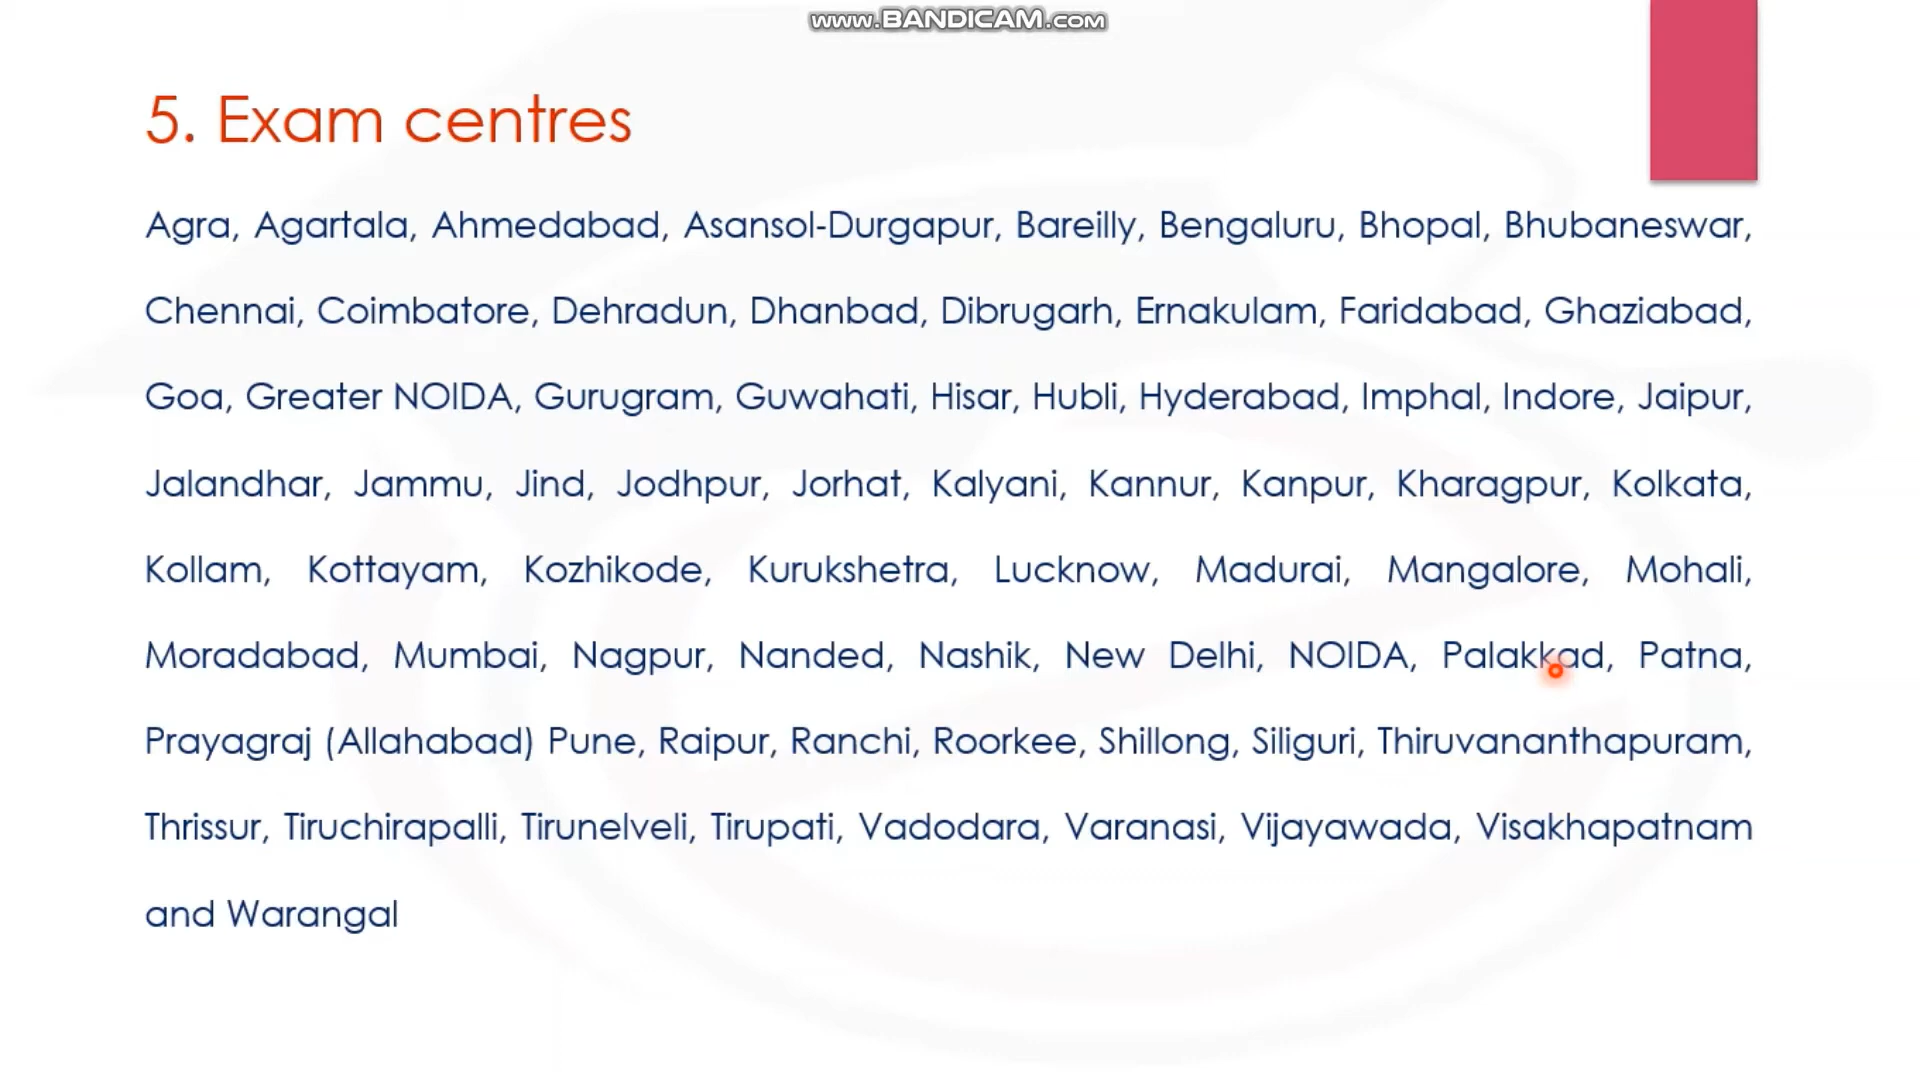 www.BANDICAM.com
5. Exam centres
Agra, Agartala, Ahmedabad, Asansol-Durgapur, Bareilly, Bengaluru, Bhopal, Bhubaneswar,
Chennai, Coimbatore, Dehradun, Dhanbad, Dibrugarh, Ernakulam, Faridabad, Ghaziabad,
Goa, Greater NOIDA, Gurugram, Guwahati, Hisar, Hubli, Hyderabad, Imphal, Indore, Jaipur,
Jalandhar, Jammu, Jind, Jodhpur, Jorhat, Kalyani, Kannur, Kanpur, Kharagpur, Kolkata,
Kollam, Kottayam, Kozhikode, Kurukshetra, Lucknow, Madurai, Mangalore, Mohali,
Moradabad, Mumbai, Nagpur, Nanded, Nashik, New Delhi, NOIDA, Palakkad, Patna,
Prayagraj (Allahabad) Pune, Raipur, Ranchi, Roorkee, Shillong, Siliguri, Thiruvananthapuram,
Thrissur, Tiruchirapalli, Tirunelveli, Tirupati, Vadodara, Varanasi, Vijayawada, Visakhapatnam
and Warangal